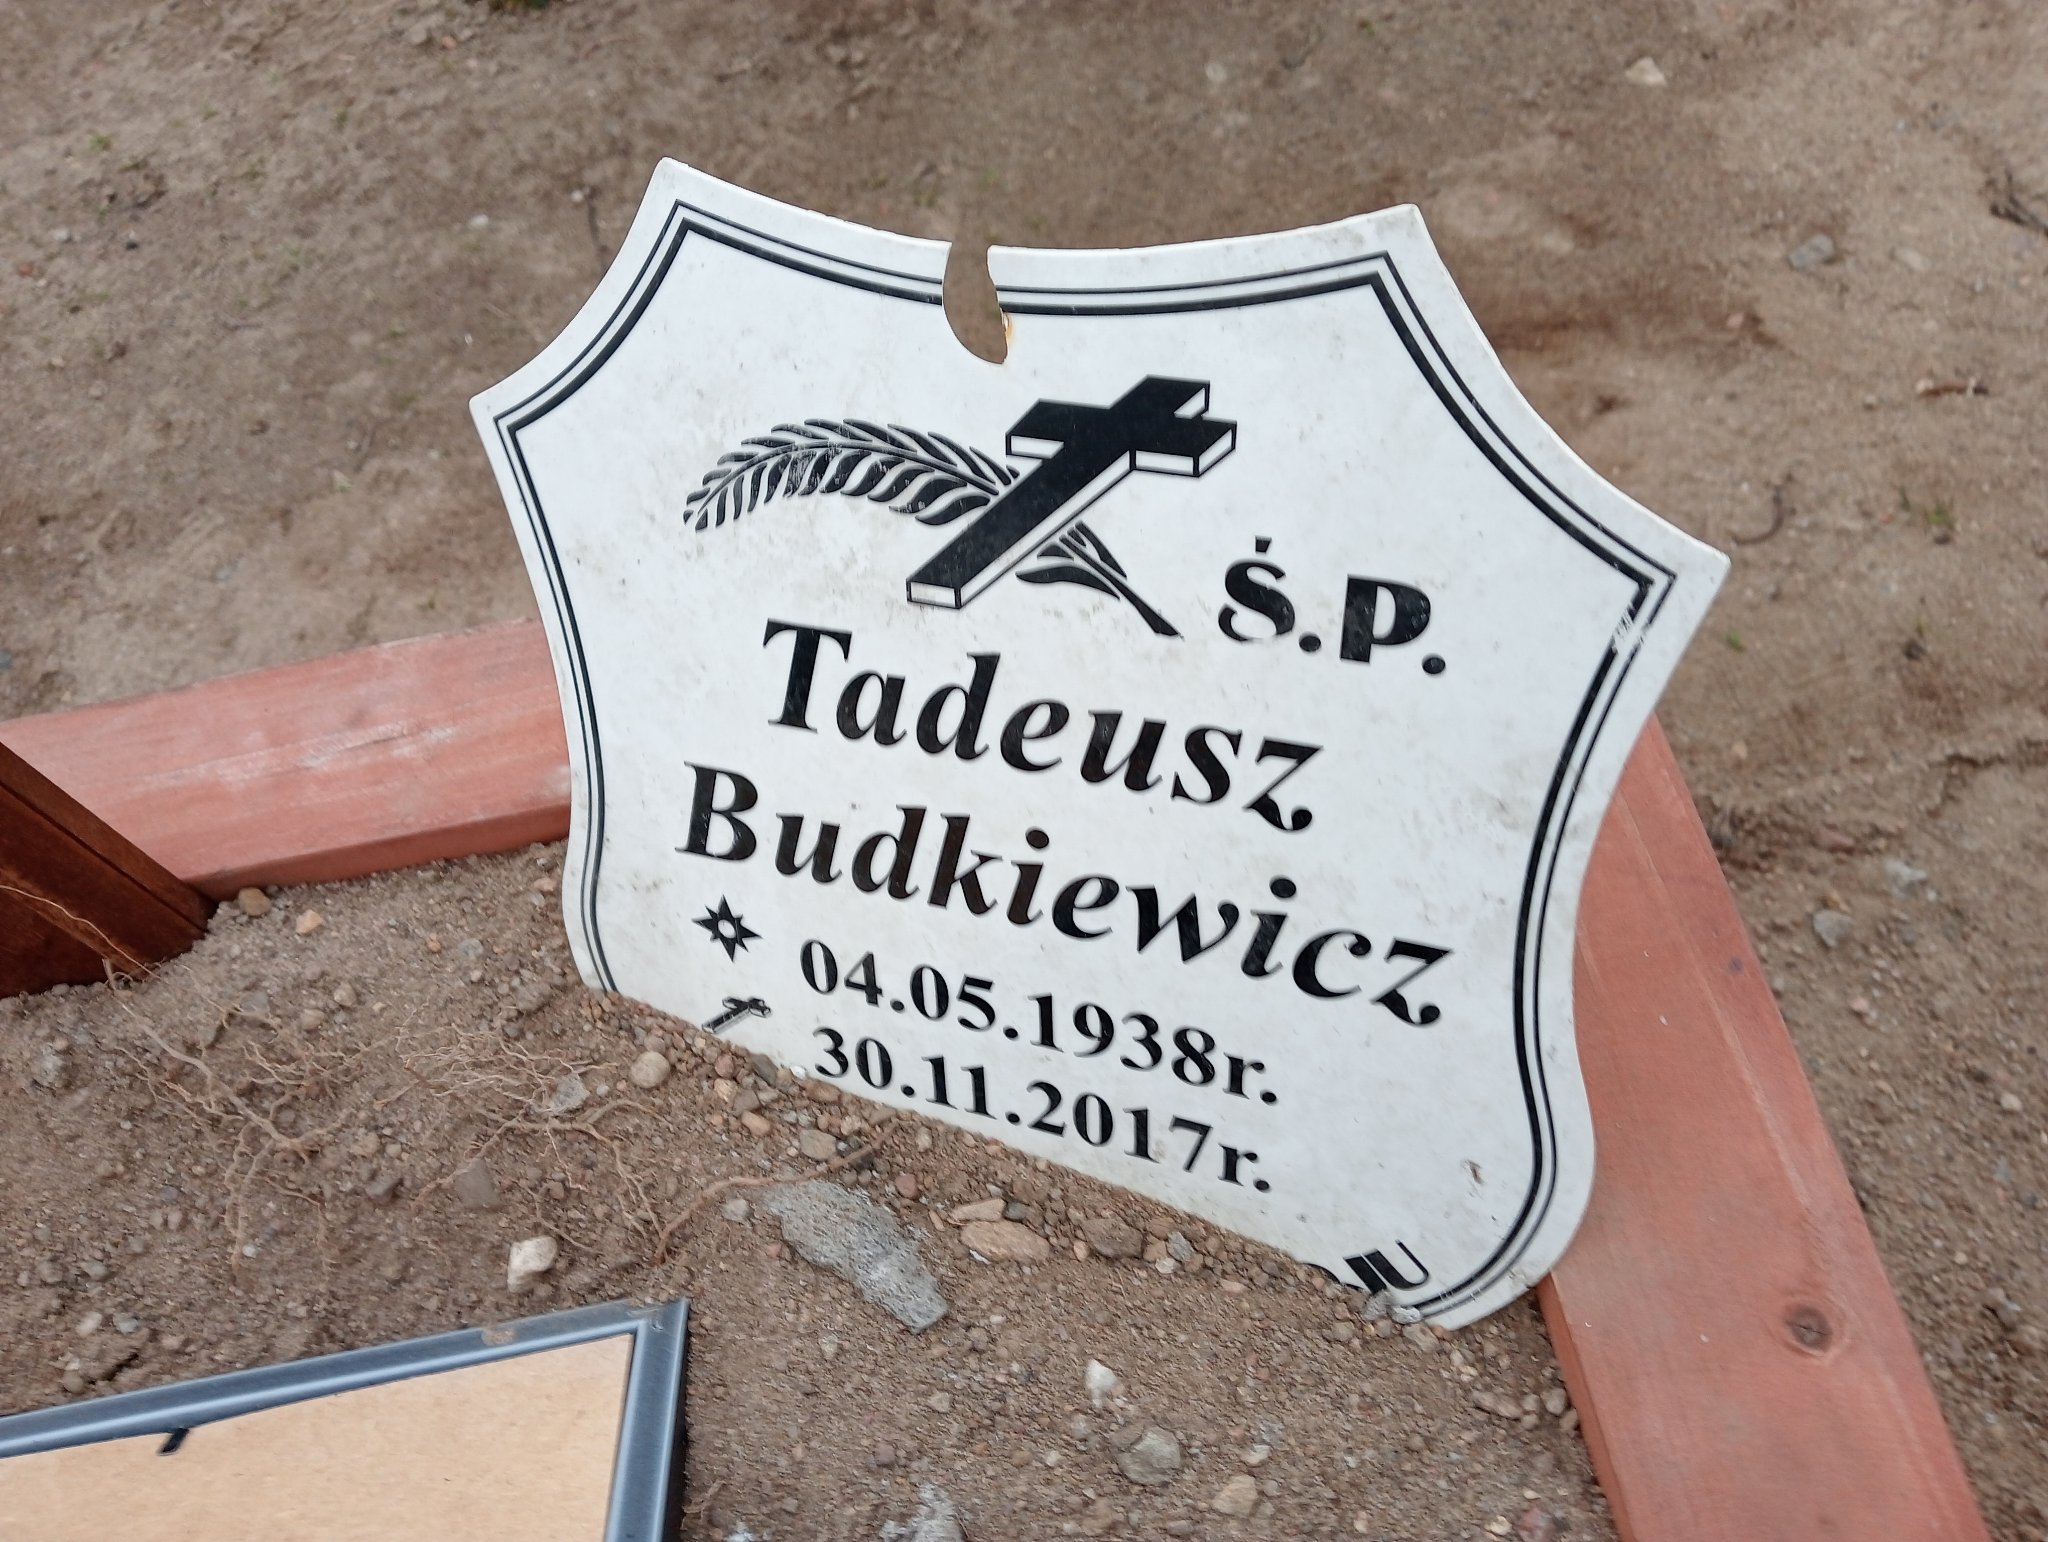 Ś.P.
Tadeusz
Budkiewicz
04.05.1938r.
30.11.2017r.